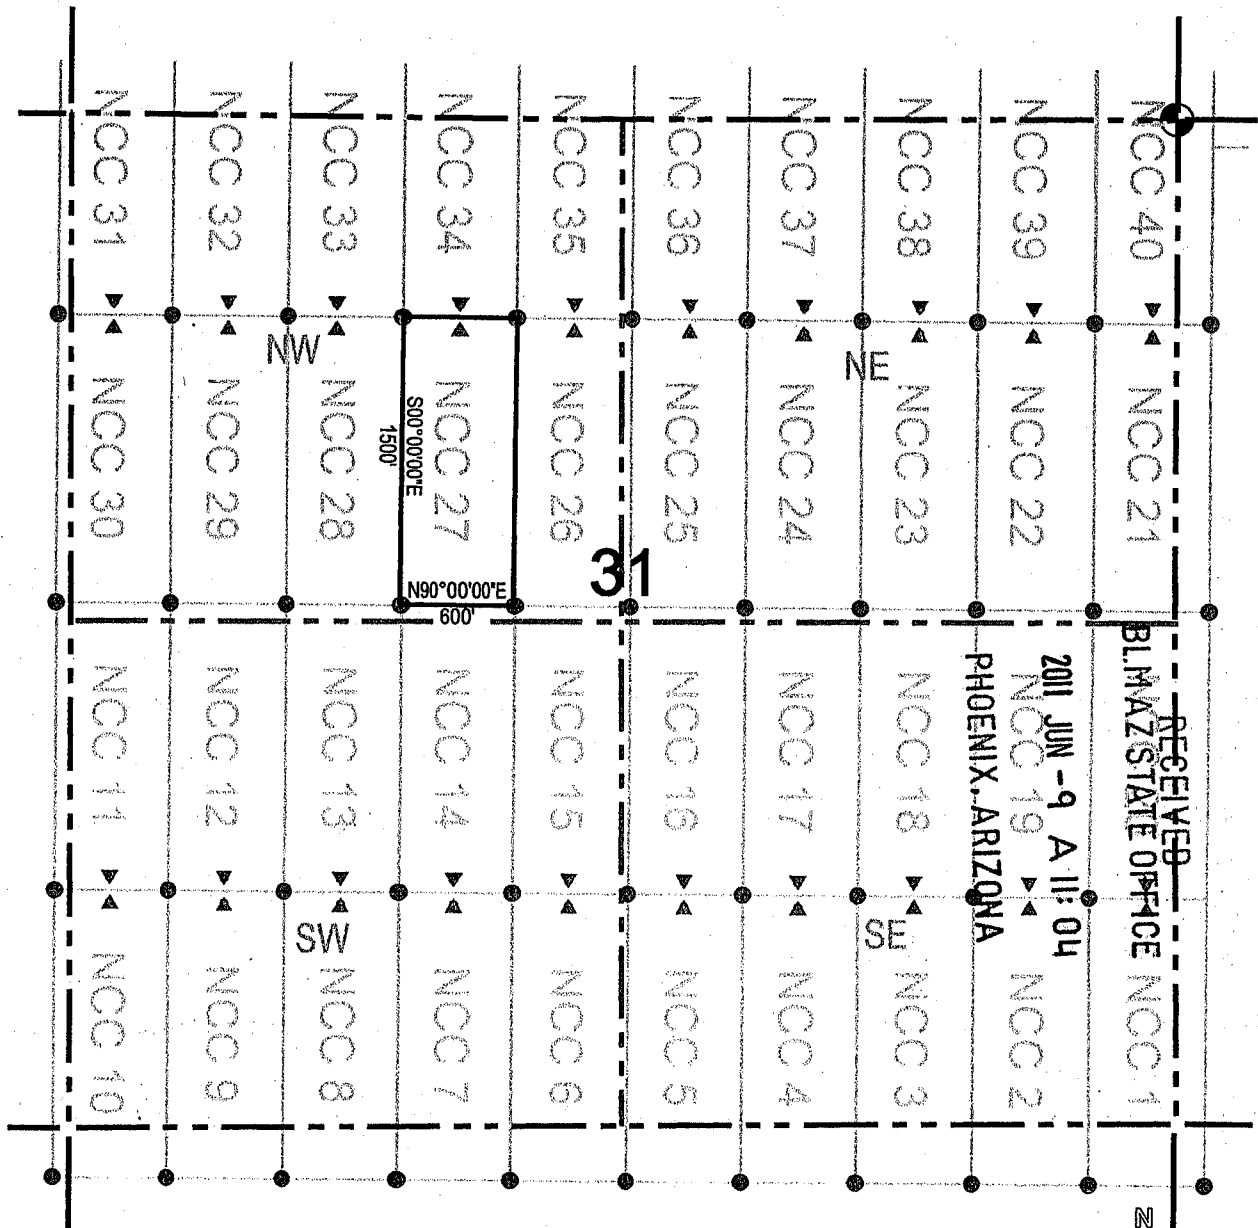 NCC 31
NCC 32
NCC 33
NCC 34
NCC 35
NCC 36
NCC 37
NCC 38
NCC 39
NCC 40
NW
NE
NCC 30
NCC 29
NCC 28
S00°00'00"E
1500'
NCC 27
NCC 26
NCC 25
NCC 24
NCC 23
NCC 22
NCC 21
31
N90°00'00"E
600'
NCC 11
NCC 12
NCC 13
NCC 14
NCC 15
NCC 16
NCC 17
NCC 18
NCC 19
RECEIVED
BLM AZ STATE OFFICE
2011 JUN -9 A 11: 04
PHOENIX, ARIZONA
SW
SE
NCC 10
NCC 9
NCC 8
NCC 7
NCC 6
NCC 5
NCC 4
NCC 3
NCC 2
NCC 1
N